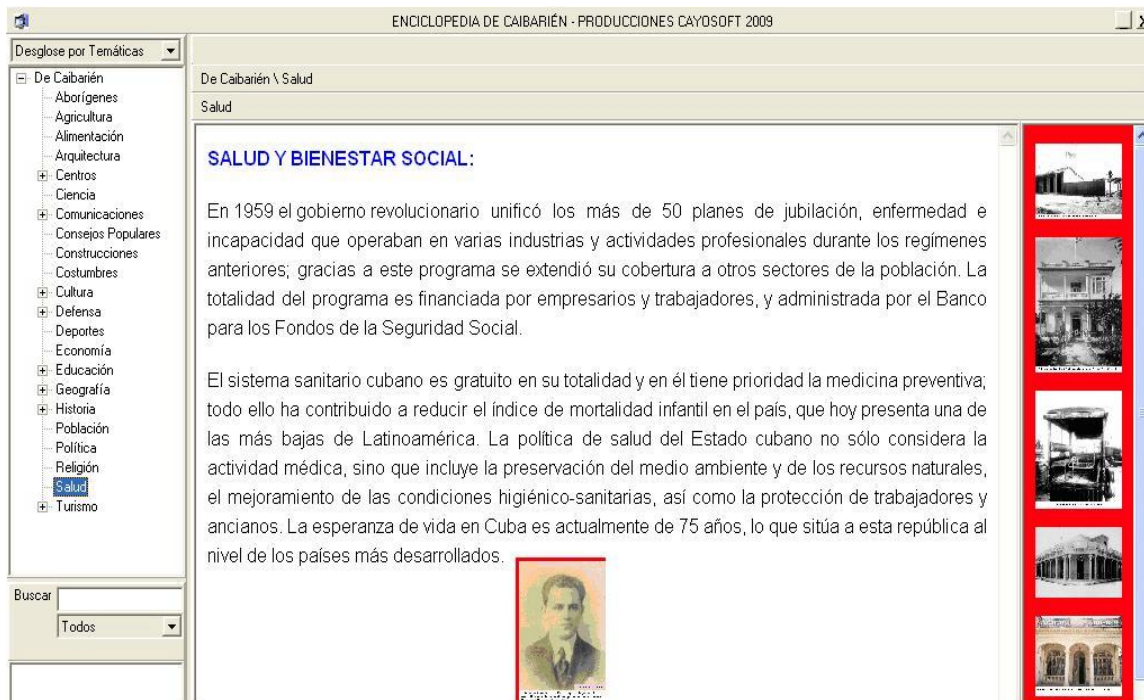 ENCICLOPEDIA DE CAIBARIÉN - PRODUCCIONES CAYOSOFT 2009
Desglose por Temáticas
De Caibarién
Aborígenes
Agricultura
Alimentación
Arquitectura
Centros
Ciencia
Comunicaciones
Consejos Populares
Construcciones
Costumbres
Cultura
Defensa
Deportes
Economía
Educación
Geografía
Historia
Población
Política
Religión
Salud
Turismo
Buscar
Todos
De Caibarién \ Salud
Salud
SALUD Y BIENESTAR SOCIAL:
En 1959 el gobierno revolucionario unificó los más de 50 planes de jubilación, enfermedad e
incapacidad que operaban en varias industrias y actividades profesionales durante los regímenes
anteriores; gracias a este programa se extendió su cobertura a otros sectores de la población. La
totalidad del programa es financiada por empresarios y trabajadores, y administrada por el Banco
para los Fondos de la Seguridad Social.
El sistema sanitario cubano es gratuito en su totalidad y en él tiene prioridad la medicina preventiva;
todo ello ha contribuido a reducir el índice de mortalidad infantil en el país, que hoy presenta una de
las más bajas de Latinoamérica. La política de salud del Estado cubano no sólo considera la
actividad médica, sino que incluye la preservación del medio ambiente y de los recursos naturales,
el mejoramiento de las condiciones higiénico-sanitarias, así como la protección de trabajadores y
ancianos. La esperanza de vida en Cuba es actualmente de 75 años, lo que sitúa a esta república al
nivel de los países más desarrollados.